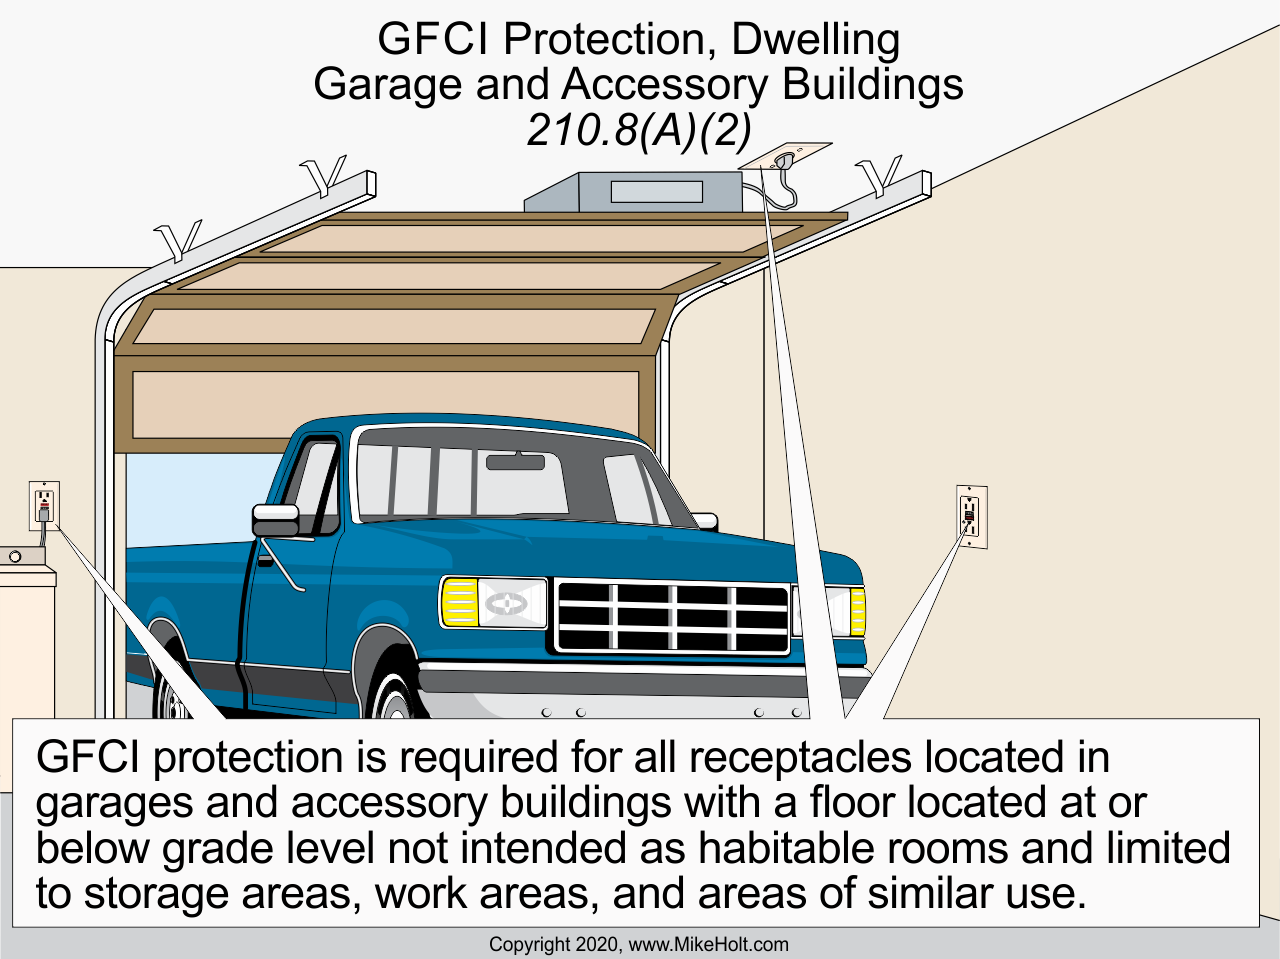 GFCI Protection, Dwelling
Garage and Accessory Buildings
210.8(A)(2)
GFCI protection is required for all receptacles located in
garages and accessory buildings with a floor located at or
below grade level not intended as habitable rooms and limited
to storage areas, work areas, and areas of similar use.
Copyright 2020, www.MikeHolt.com